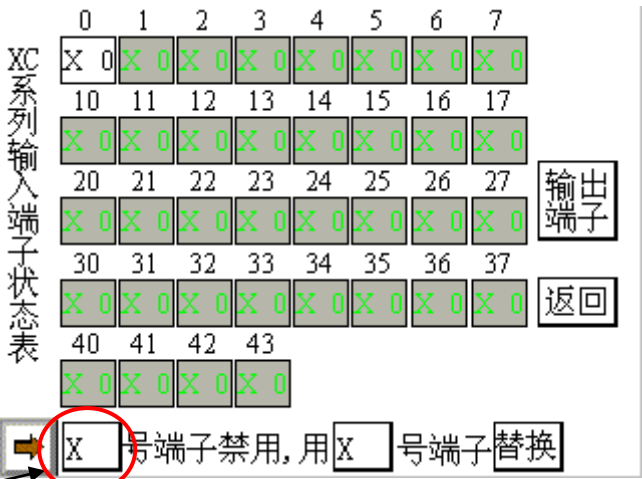 XC系列输入端子状态表
0 1 2 3 4 5 6 7
X 0 X 0 X 0 X 0 X 0 X 0 X 0 X 0
10 11 12 13 14 15 16 17
X 0 X 0 X 0 X 0 X 0 X 0 X 0 X 0
20 21 22 23 24 25 26 27
X 0 X 0 X 0 X 0 X 0 X 0 X 0 X 0
输出端子
30 31 32 33 34 35 36 37
X 0 X 0 X 0 X 0 X 0 X 0 X 0 X 0
返回
40 41 42 43
X 0 X 0 X 0 X 0
X 号端子禁用,用X 号端子替换